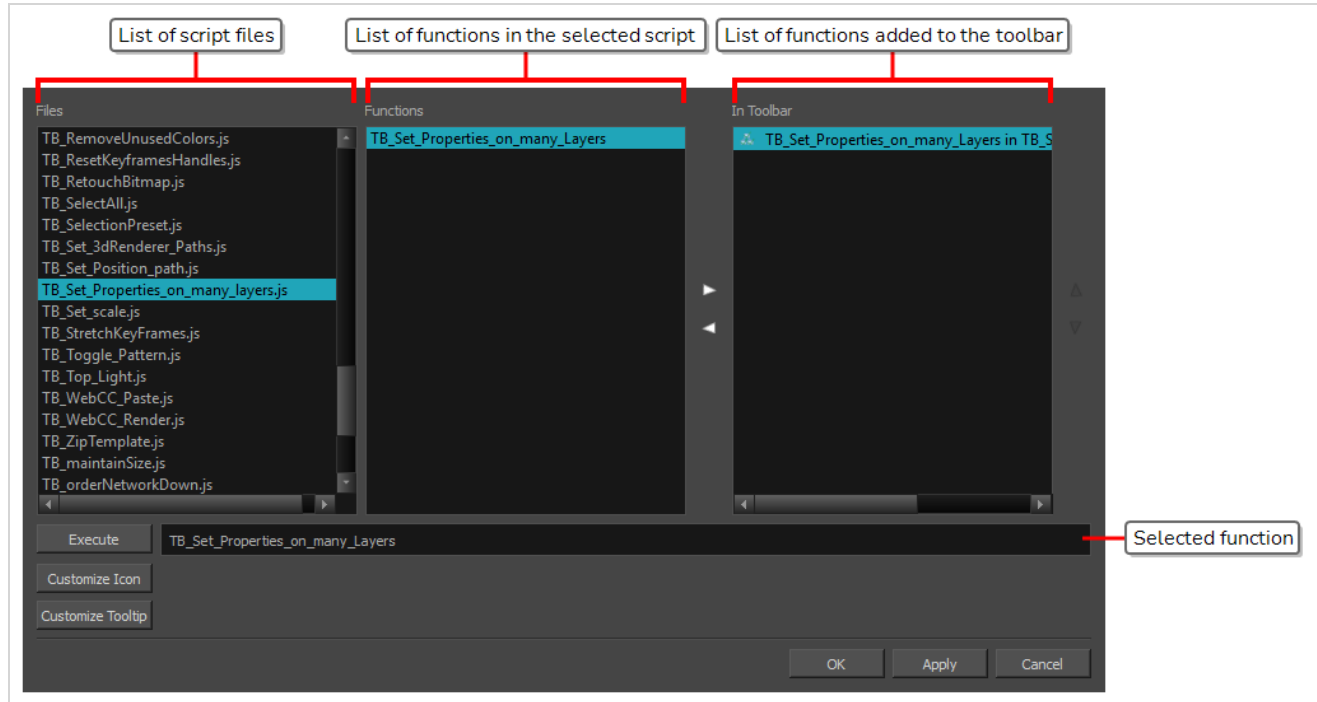 List of script files
List of functions in the selected script
List of functions added to the toolbar
Files
Functions
In Toolbar
TB_RemoveUnusedColors.js
TB_ResetKeyframesHandles.js
TB_RetouchBitmap.js
TB_SelectAll.js
TB_SelectionPreset.js
TB_Set_3dRenderer_Paths.js
TB_Set_Position_path.js
TB_Set_Properties_on_many_layers.js
TB_Set_scale.js
TB_StretchKeyFrames.js
TB_Toggle_Pattern.js
TB_Top_Light.js
TB_WebCC_Paste.js
TB_WebCC_Render.js
TB_ZipTemplate.js
TB_maintainSize.js
TB_orderNetworkDown.js
TB_Set_Properties_on_many_Layers
TB_Set_Properties_on_many_Layers in TB_S
Execute
TB_Set_Properties_on_many_Layers
Selected function
Customize Icon
Customize Tooltip
OK
Apply
Cancel